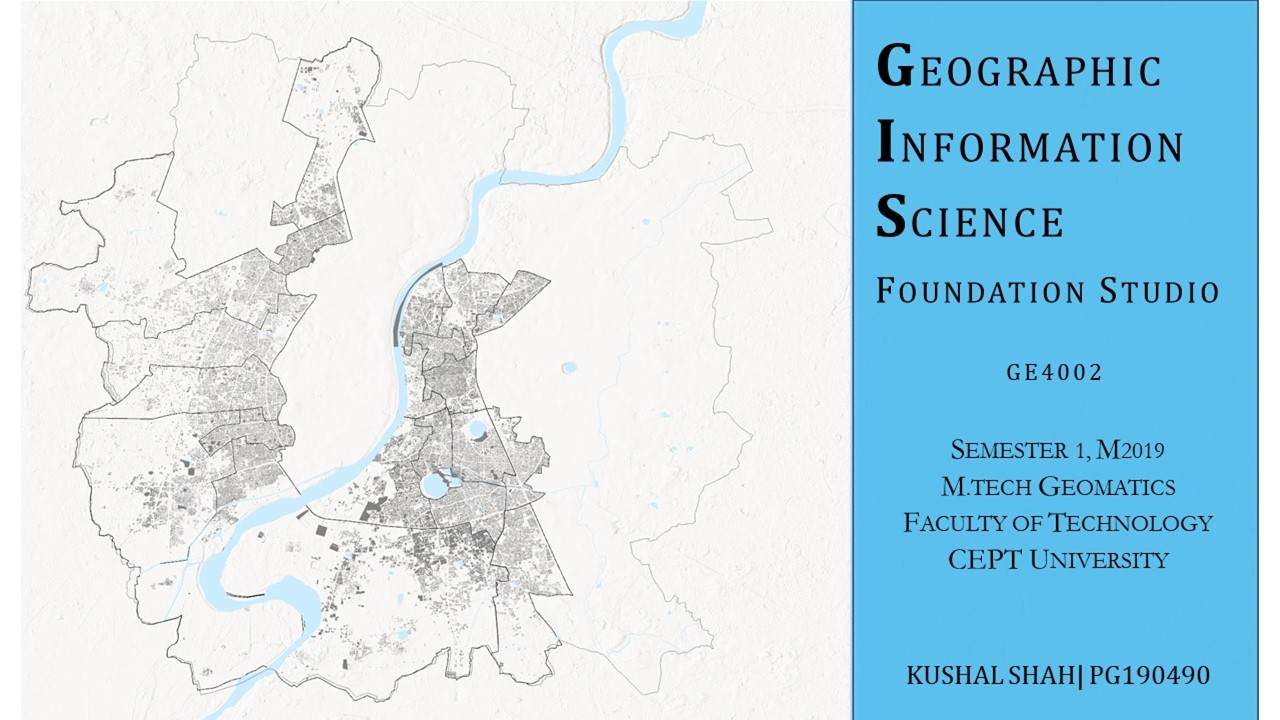 GEOGRAPHIC
INFORMATION
SCIENCE
FOUNDATION STUDIO
GE4002
SEMESTER 1, M2019
M.TECH GEOMATICS
FACULTY OF TECHNOLOGY
CEPT UNIVERSITY
KUSHAL SHAH| PG190490